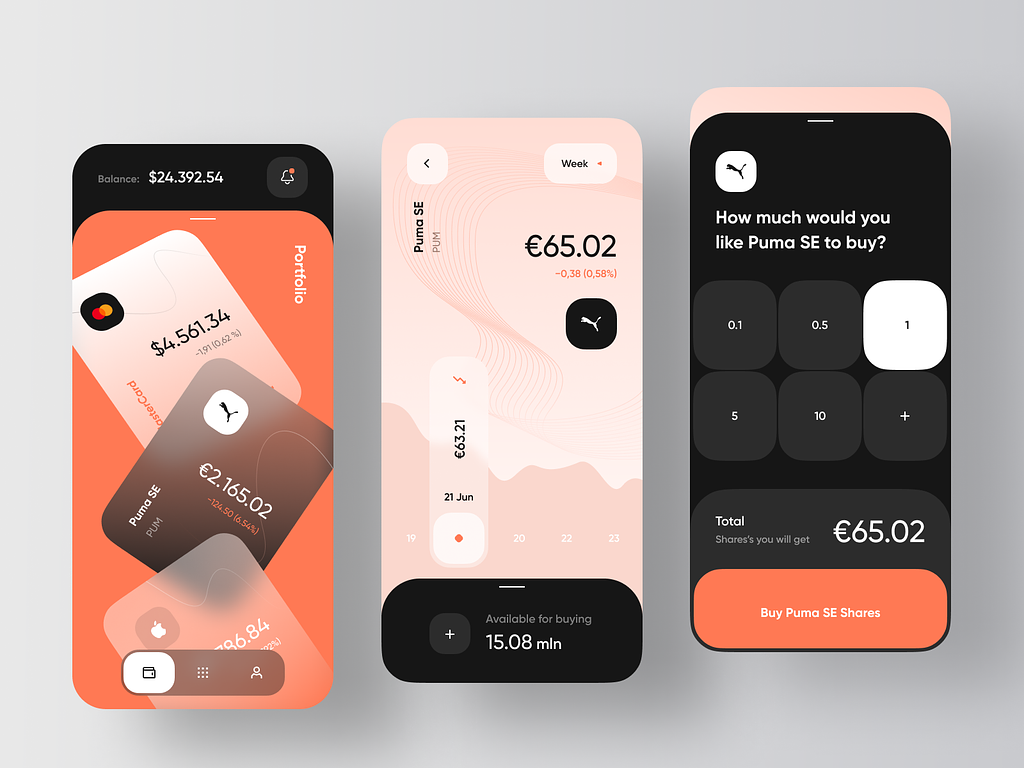 Balance: $24.392.54
Portfolio
$4.561.34
-1,91 (0,62 %)
€2.165.02
-124,50 (6,54%)
Puma SE
PUM
786.84
Week
Puma SE
PUM
€65.02
−0,38 (0,58%)
€63.21
21 Jun
19
20
22
23
Available for buying
15.08 mln
How much would you
like Puma SE to buy?
0.1
0.5
1
5
10
+
Total
Shares's you will get
€65.02
Buy Puma SE Shares